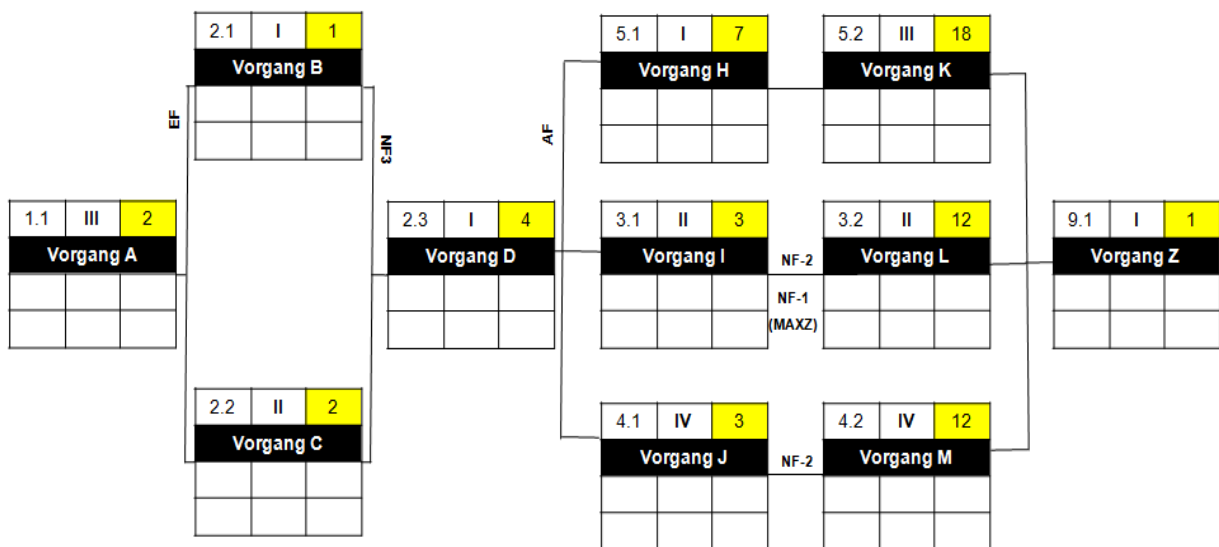 2.1 I 1
Vorgang B
5.1 I 7
Vorgang H
5.2 III 18
Vorgang K
EF
NF3
AF
1.1 III 2
Vorgang A
2.3 I 4
Vorgang D
3.1 II 3
Vorgang I
NF-2
NF-1
(MAXZ)
3.2 II 12
Vorgang L
9.1 I 1
Vorgang Z
2.2 II 2
Vorgang C
4.1 IV 3
Vorgang J
NF-2
4.2 IV 12
Vorgang M